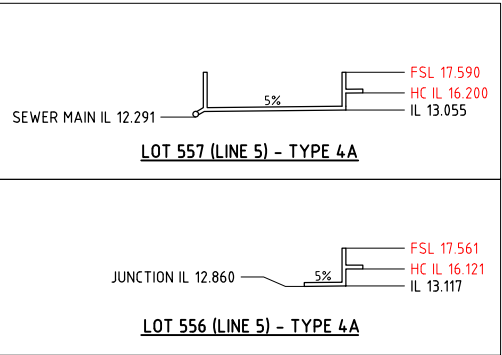 FSL 17.590
HC IL 16.200
5%
IL 13.055
SEWER MAIN IL 12.291
LOT 557 (LINE 5) - TYPE 4A
FSL 17.561
HC IL 16.121
JUNCTION IL 12.860
5%
IL 13.117
LOT 556 (LINE 5) - TYPE 4A